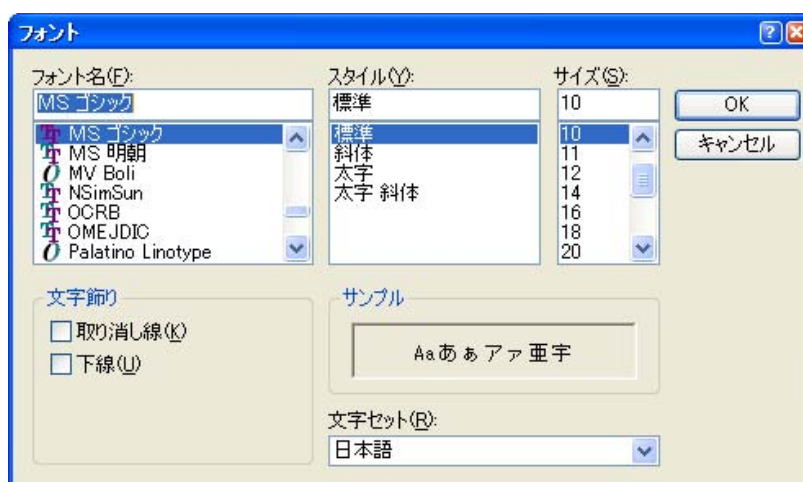 フォント
フォント名(F):
MS ゴシック
MS ゴシック
MS 明朝
MV Boli
NSimSun
OCRB
OMEJDIC
Palatino Linotype
スタイル(Y):
標準
標準
斜体
太字
太字 斜体
サイズ(S):
10
10
11
12
14
16
18
20
OK
キャンセル
文字飾り
取り消し線(K)
下線(U)
サンプル
Aaあぁアァ亜宇
文字セット(R):
日本語